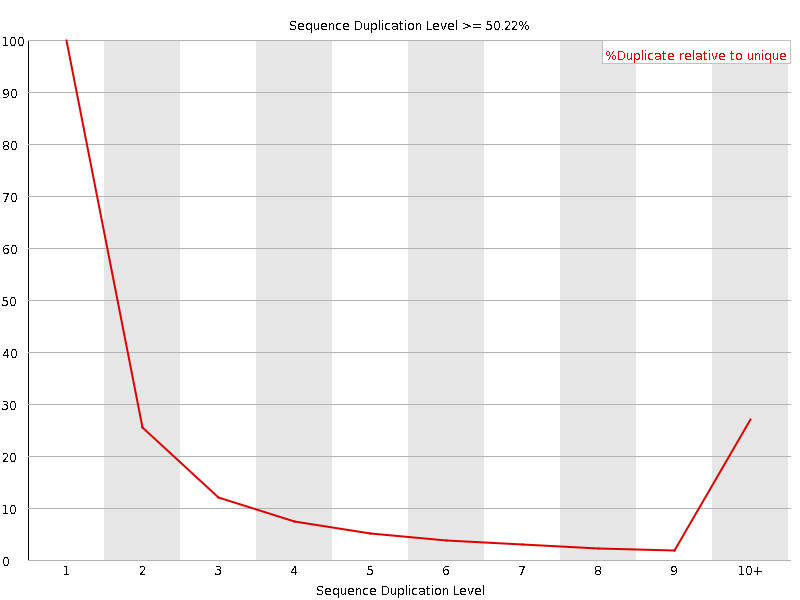 Sequence Duplication Level >= 50.22%
%Duplicate relative to unique
100
90
80
70
60
50
40
30
20
10
0
1 2 3 4 5 6 7 8 9 10+
Sequence Duplication Level